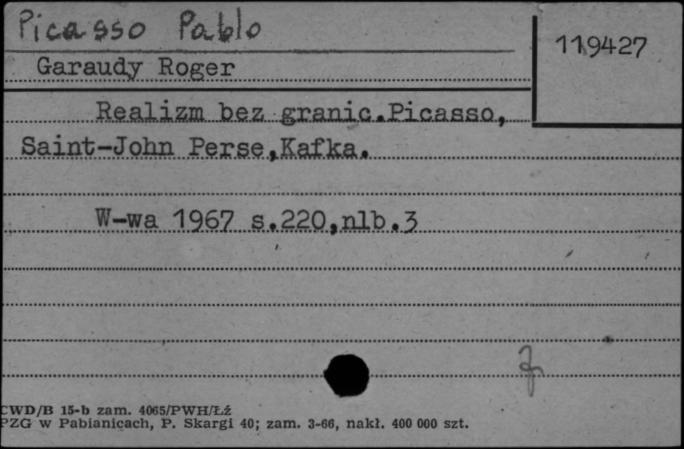 Picasso Pablo
119427
Garaudy Roger
Realizm bez granic.Picasso,
Saint-John Perse,Kafka.
W-wa 1967 s.220,nlb.3
CWD/B 15-b zam. 4065/PWH/Łź
PZG w Pabianicach, P. Skargi 40; zam. 3-66, nakł. 400 000 szt.